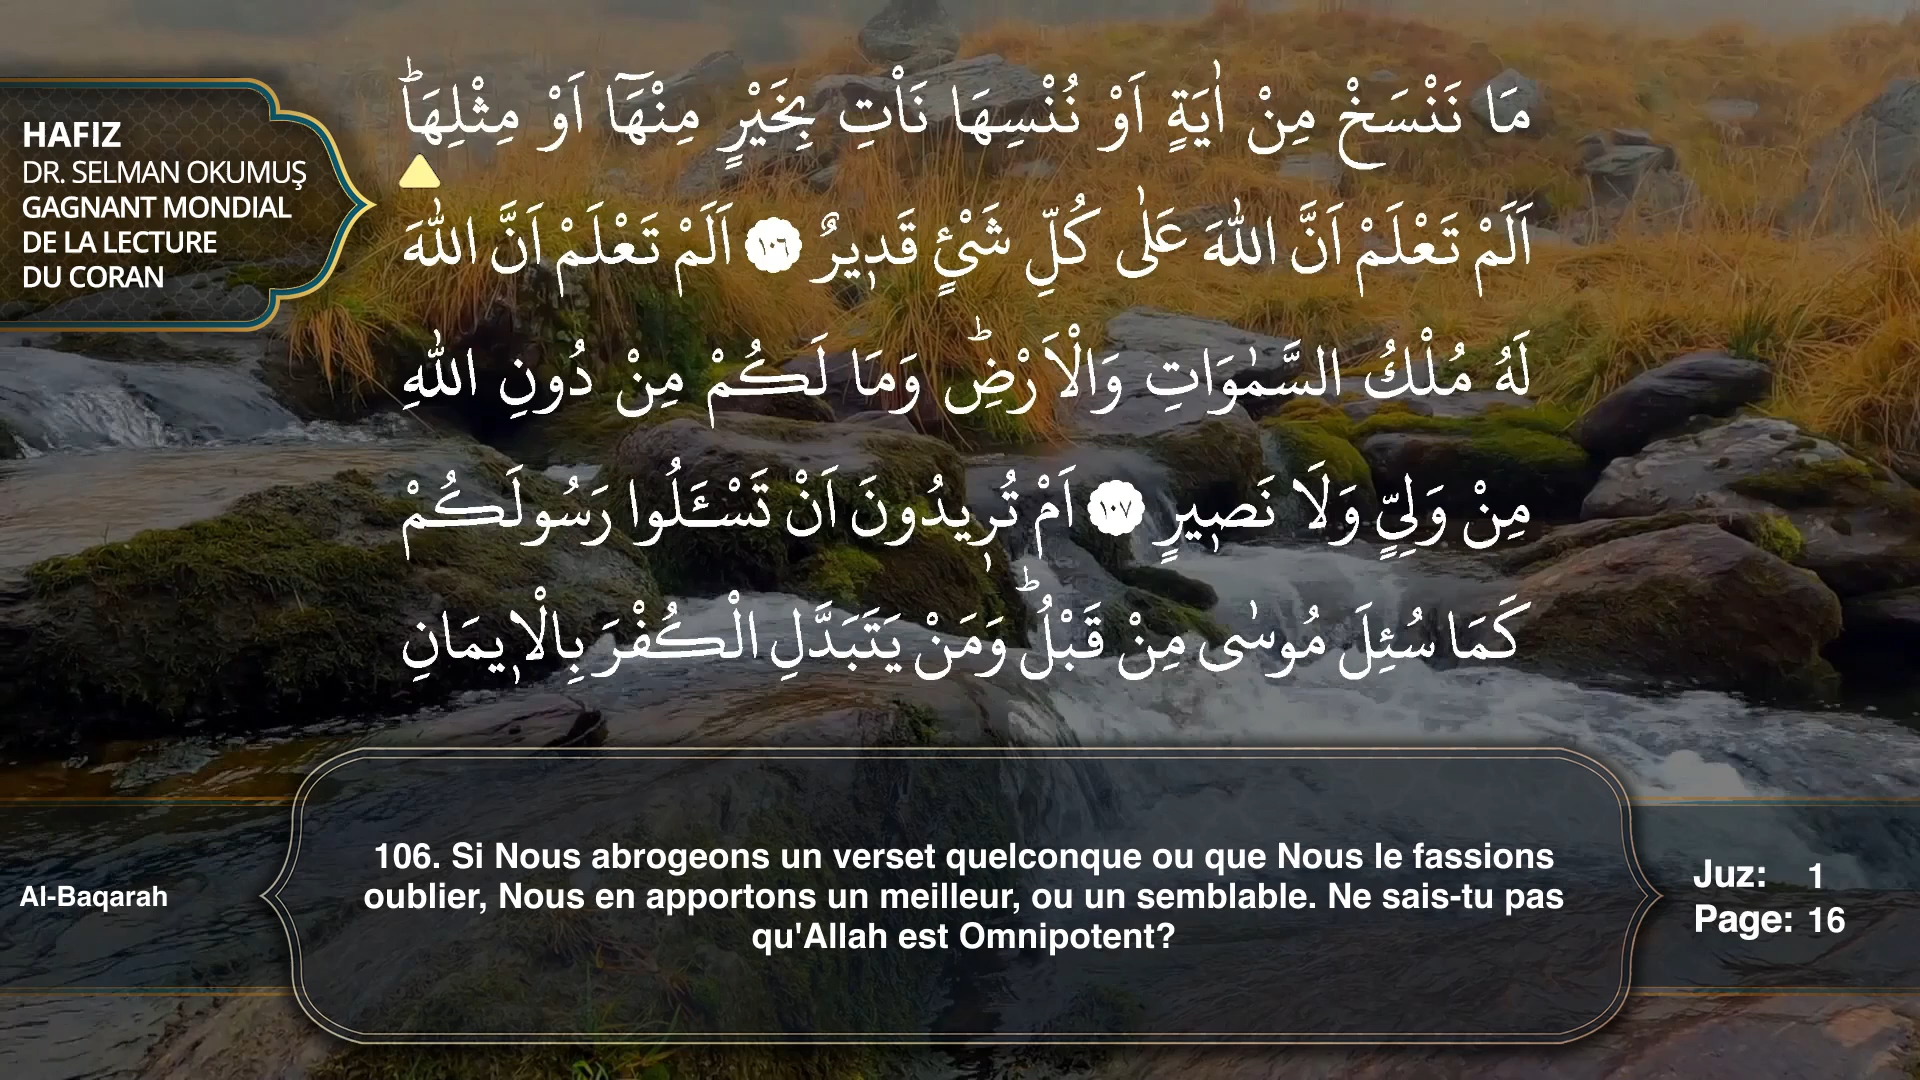 HAFIZ
DR. SELMAN OKUMUŞ
GAGNANT MONDIAL
DE LA LECTURE
DU CORAN
مَا نَنْسَخْ مِنْ اٰيَةٍ اَوْ نُنْسِهَا نَاْتِ بِخَيْرٍ مِنْهَٓا اَوْ مِثْلِهَاۜ
اَلَمْ تَعْلَمْ اَنَّ اللّٰهَ عَلٰى كُلِّ شَيْءٍ قَد۪يرٌ ١٠٦ اَلَمْ تَعْلَمْ اَنَّ اللّٰهَ
لَهُ مُلْكُ السَّمٰوَاتِ وَالْاَرْضِۜ وَمَا لَكُمْ مِنْ دُونِ اللّٰهِ
مِنْ وَلِيٍّ وَلَا نَص۪يرٍ ١٠٧ اَمْ تُر۪يدُونَ اَنْ تَسْـَٔلُوا رَسُولَكُمْ
كَمَا سُئِلَ مُوسٰى مِنْ قَبْلُۜ وَمَنْ يَتَبَدَّلِ الْكُفْرَ بِالْا۪يمَانِ
106. Si Nous abrogeons un verset quelconque ou que Nous le fassions
oublier, Nous en apportons un meilleur, ou un semblable. Ne sais-tu pas
qu'Allah est Omnipotent?
Al-Baqarah
Juz: 1
Page: 16